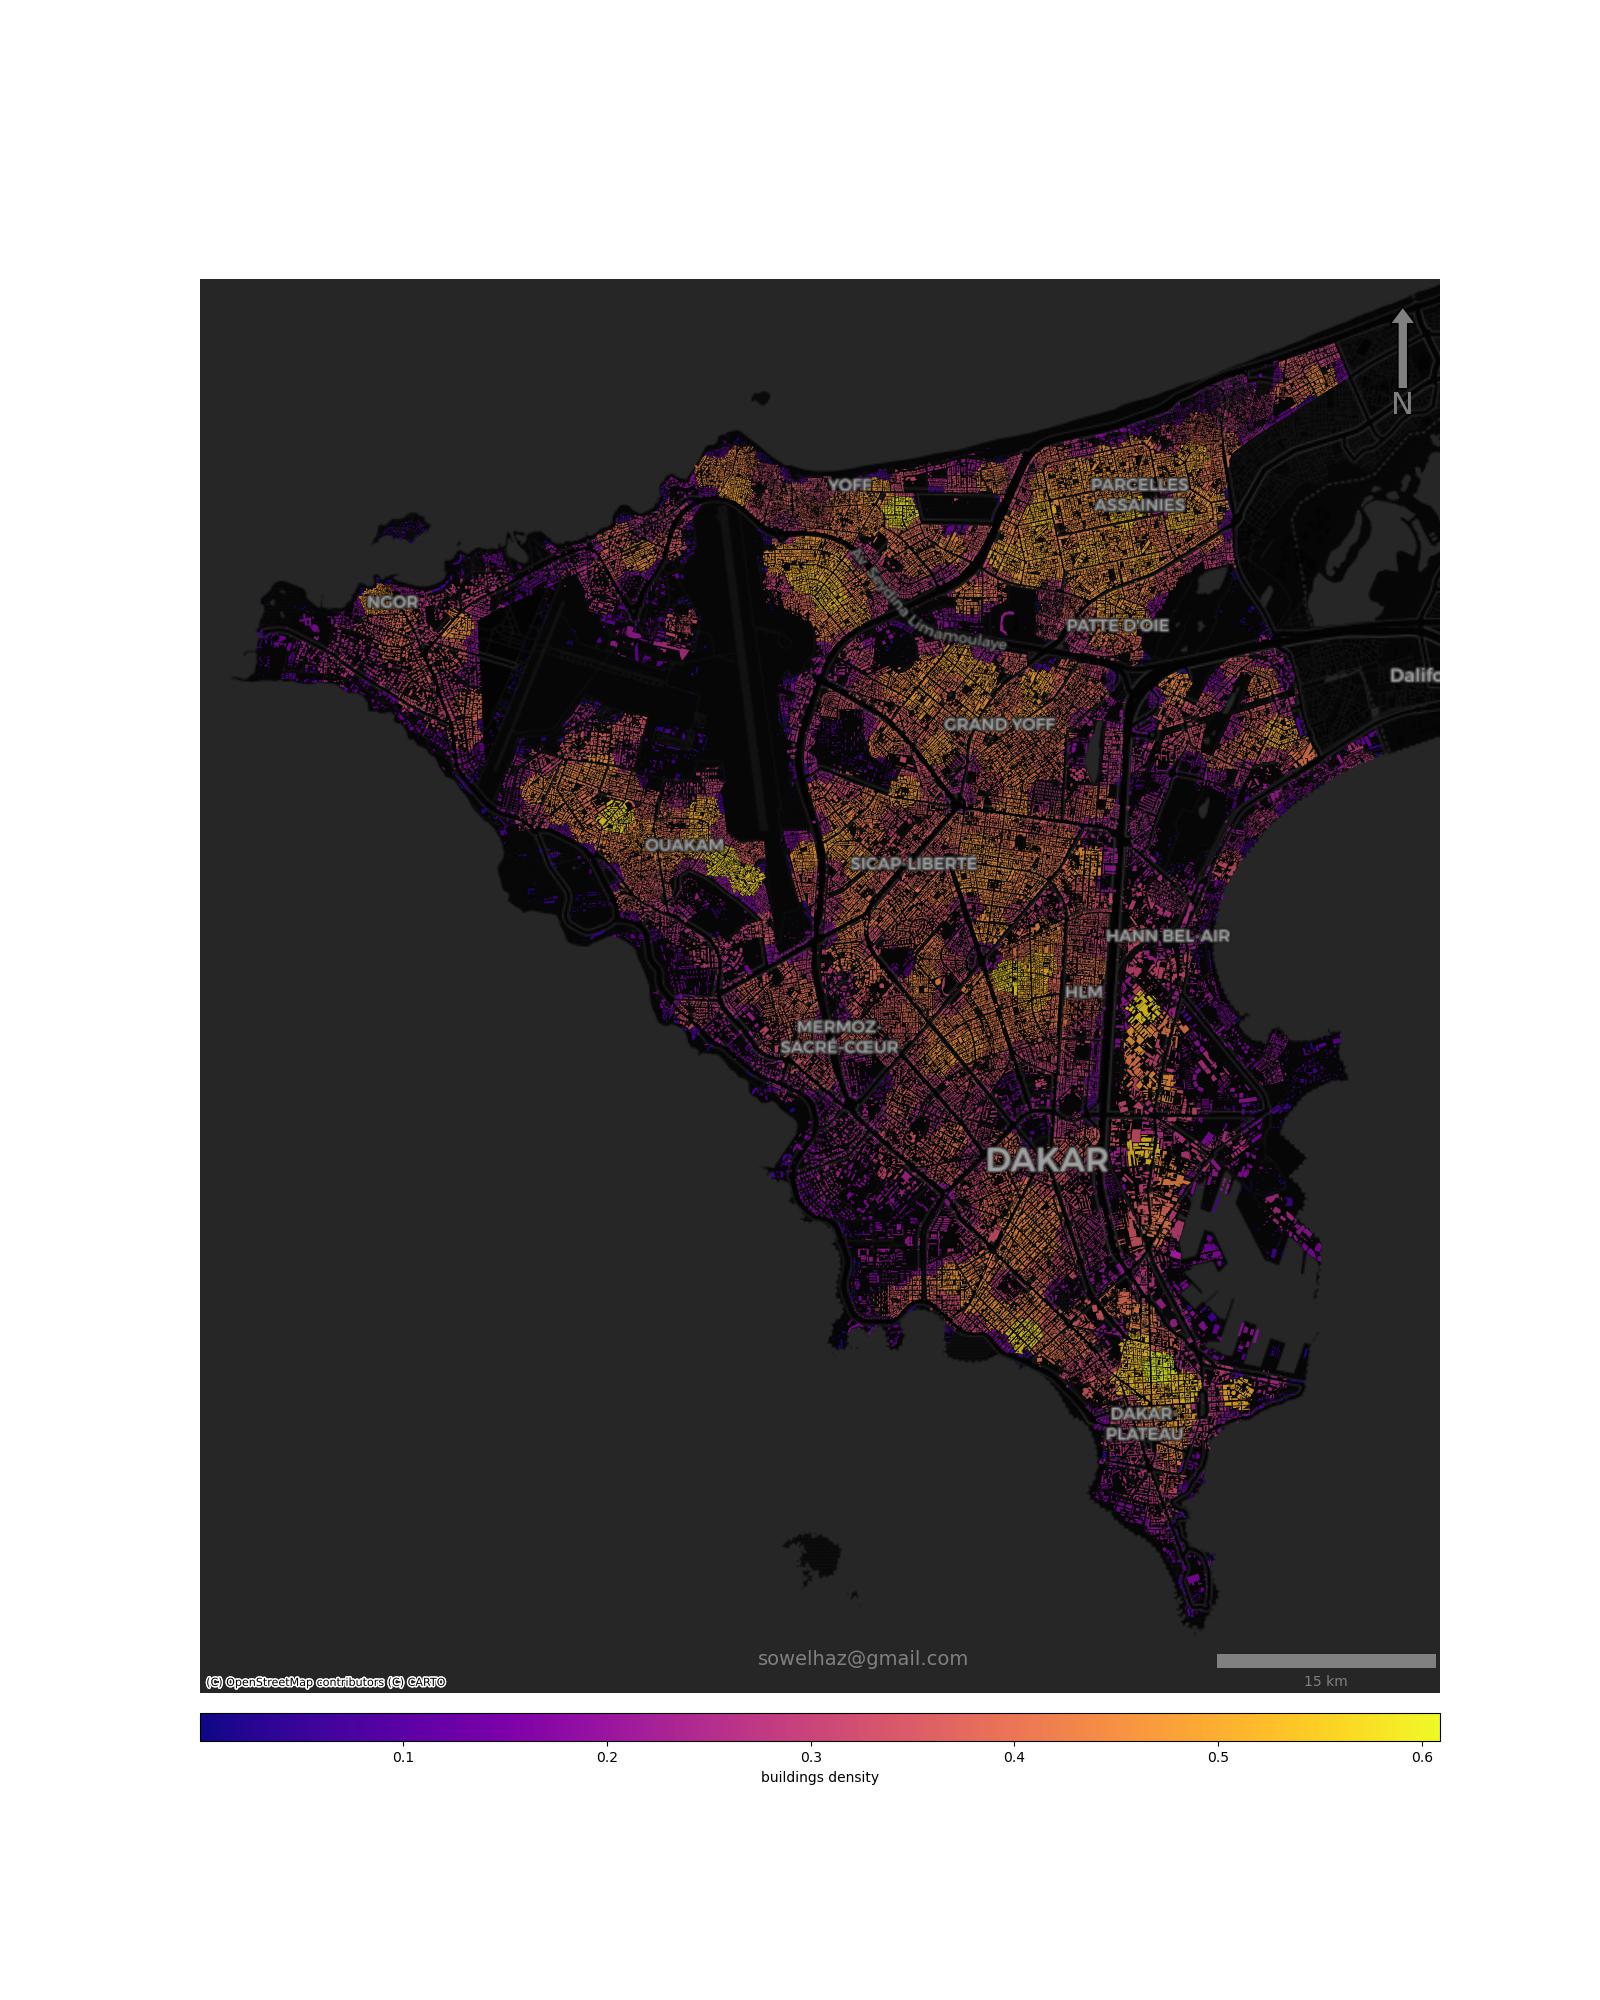 N
YOFF
PARCELLES
ASSAINIES
NGOR
Av. Seydina Limamoulaye
PATTE D'OIE
Dalifo
GRAND YOFF
OUAKAM
SICAP-LIBERTÉ
HANN BEL-AIR
HLM
MERMOZ-
SACRÉ-CŒUR
DAKAR
DAKAR-
PLATEAU
sowelhaz@gmail.com
15 km
(C) OpenStreetMap contributors (C) CARTO
0.1 0.2 0.3 0.4 0.5 0.6
buildings density